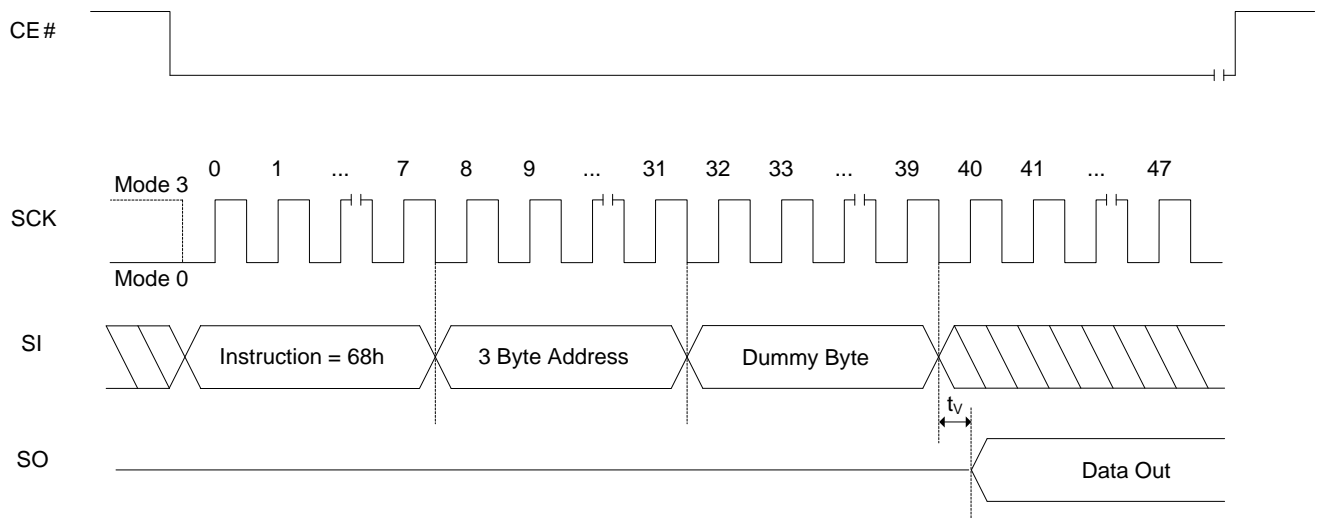 CE#
0 1 ... 7 8 9 ... 31 32 33 ... 39 40 41 ... 47
Mode 3
SCK
Mode 0
SI
Instruction = 68h
3 Byte Address
Dummy Byte
tV
SO
Data Out